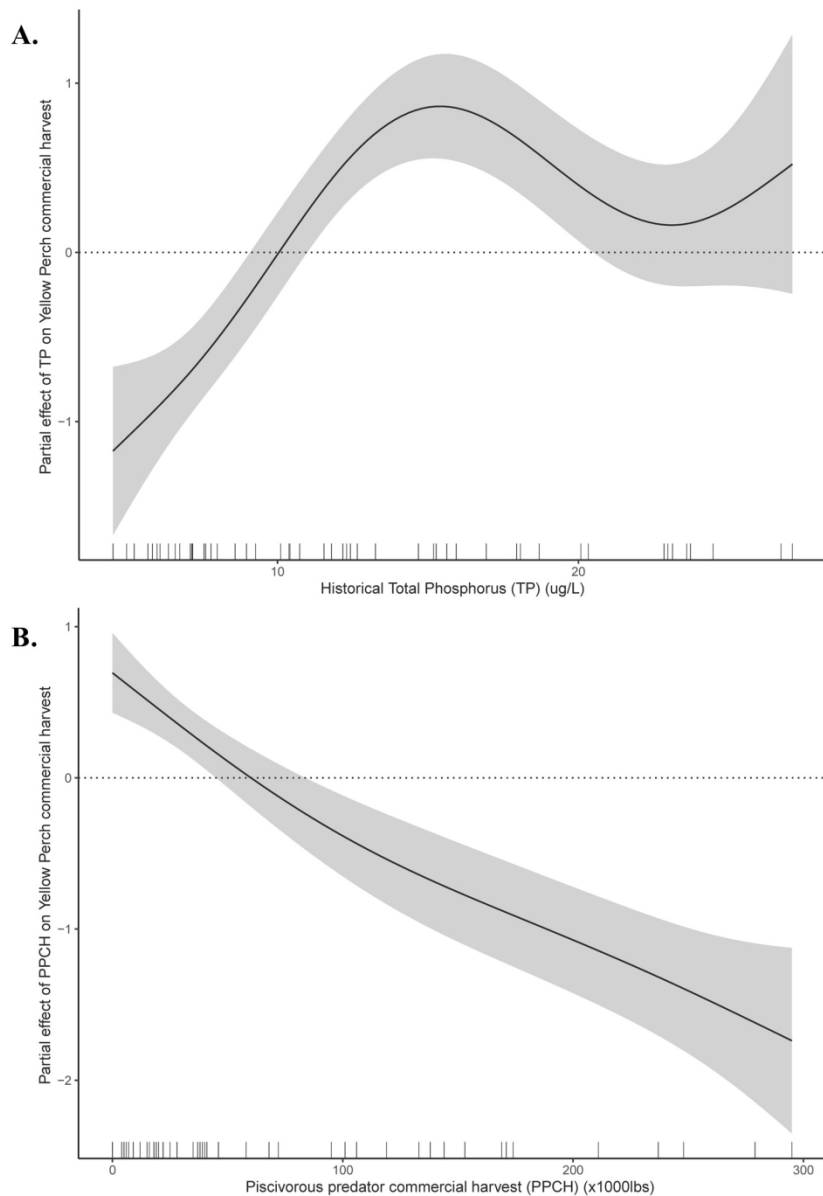 A.
Partial effect of TP on Yellow Perch commercial harvest
1
0
−1
10
20
Historical Total Phosphorus (TP) (ug/L)
B.
Partial effect of PPCH on Yellow Perch commercial harvest
1
0
−1
−2
0
100
200
300
Piscivorous predator commercial harvest (PPCH) (x1000lbs)